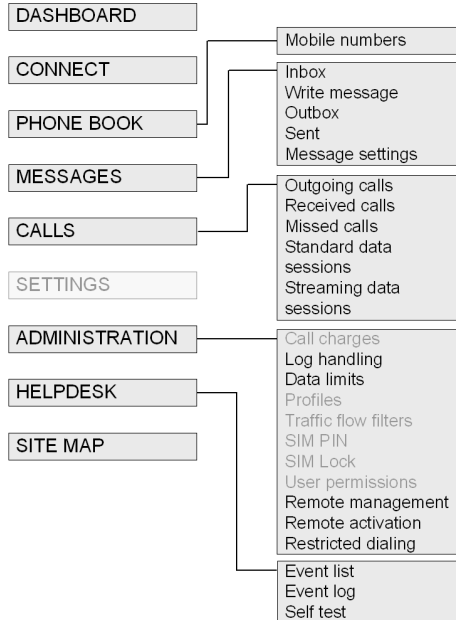 DASHBOARD
CONNECT
PHONE BOOK
MESSAGES
CALLS
SETTINGS
ADMINISTRATION
HELPDESK
SITE MAP
Mobile numbers
Inbox
Write message
Outbox
Sent
Message settings
Outgoing calls
Received calls
Missed calls
Standard data
sessions
Streaming data
sessions
Call charges
Log handling
Data limits
Profiles
Traffic flow filters
SIM PIN
SIM Lock
User permissions
Remote management
Remote activation
Restricted dialing
Event list
Event log
Self test